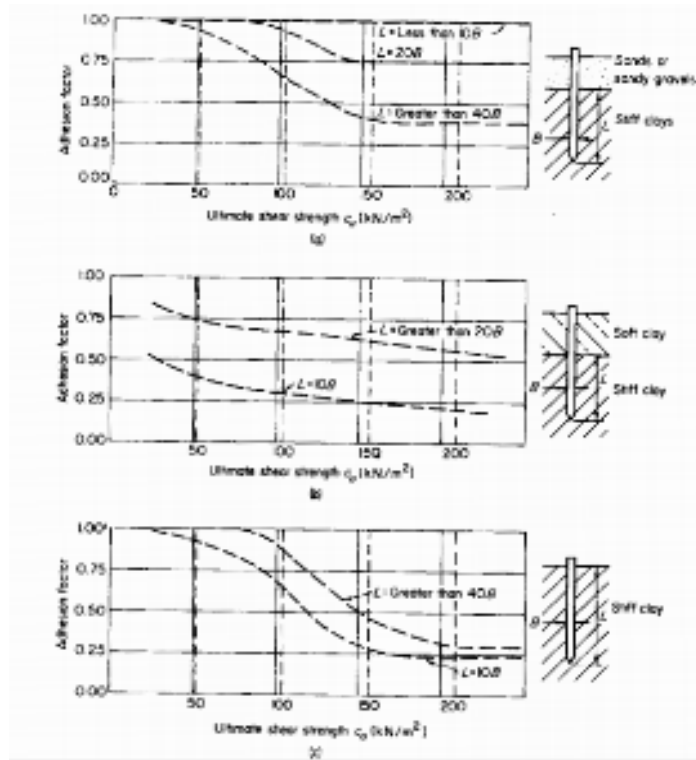 1.00
L = Less than 10B
L = 20B
0.75
0.50
L = Greater than 40B
0.25
0.00
Adhesion factor
0
50
100
150
200
Ultimate shear strength cu (kN/m²)
(a)
Sands or
sandy gravels
Stiff clays
B
L
1.00
0.75
L = Greater than 20B
0.50
L = 10B
0.25
0.00
Adhesion factor
50
100
150
200
Ultimate shear strength cu (kN/m²)
(b)
Soft clay
Stiff clay
B
L
1.00
0.75
L = Greater than 40B
0.50
0.25
L = 10B
0.00
Adhesion factor
50
100
150
200
Ultimate shear strength cu (kN/m²)
(c)
B
L
Stiff clay